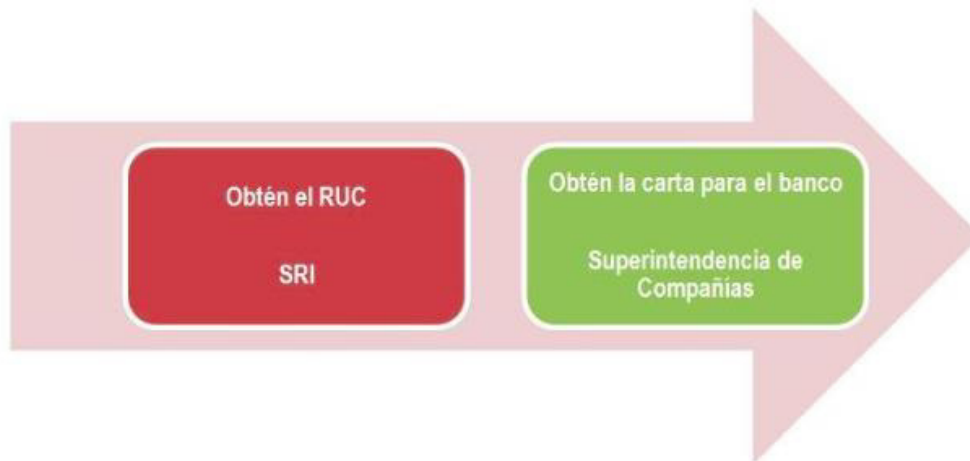 Obtén el RUC
SRI
Obtén la carta para el banco
Superintendencia de
Compañías